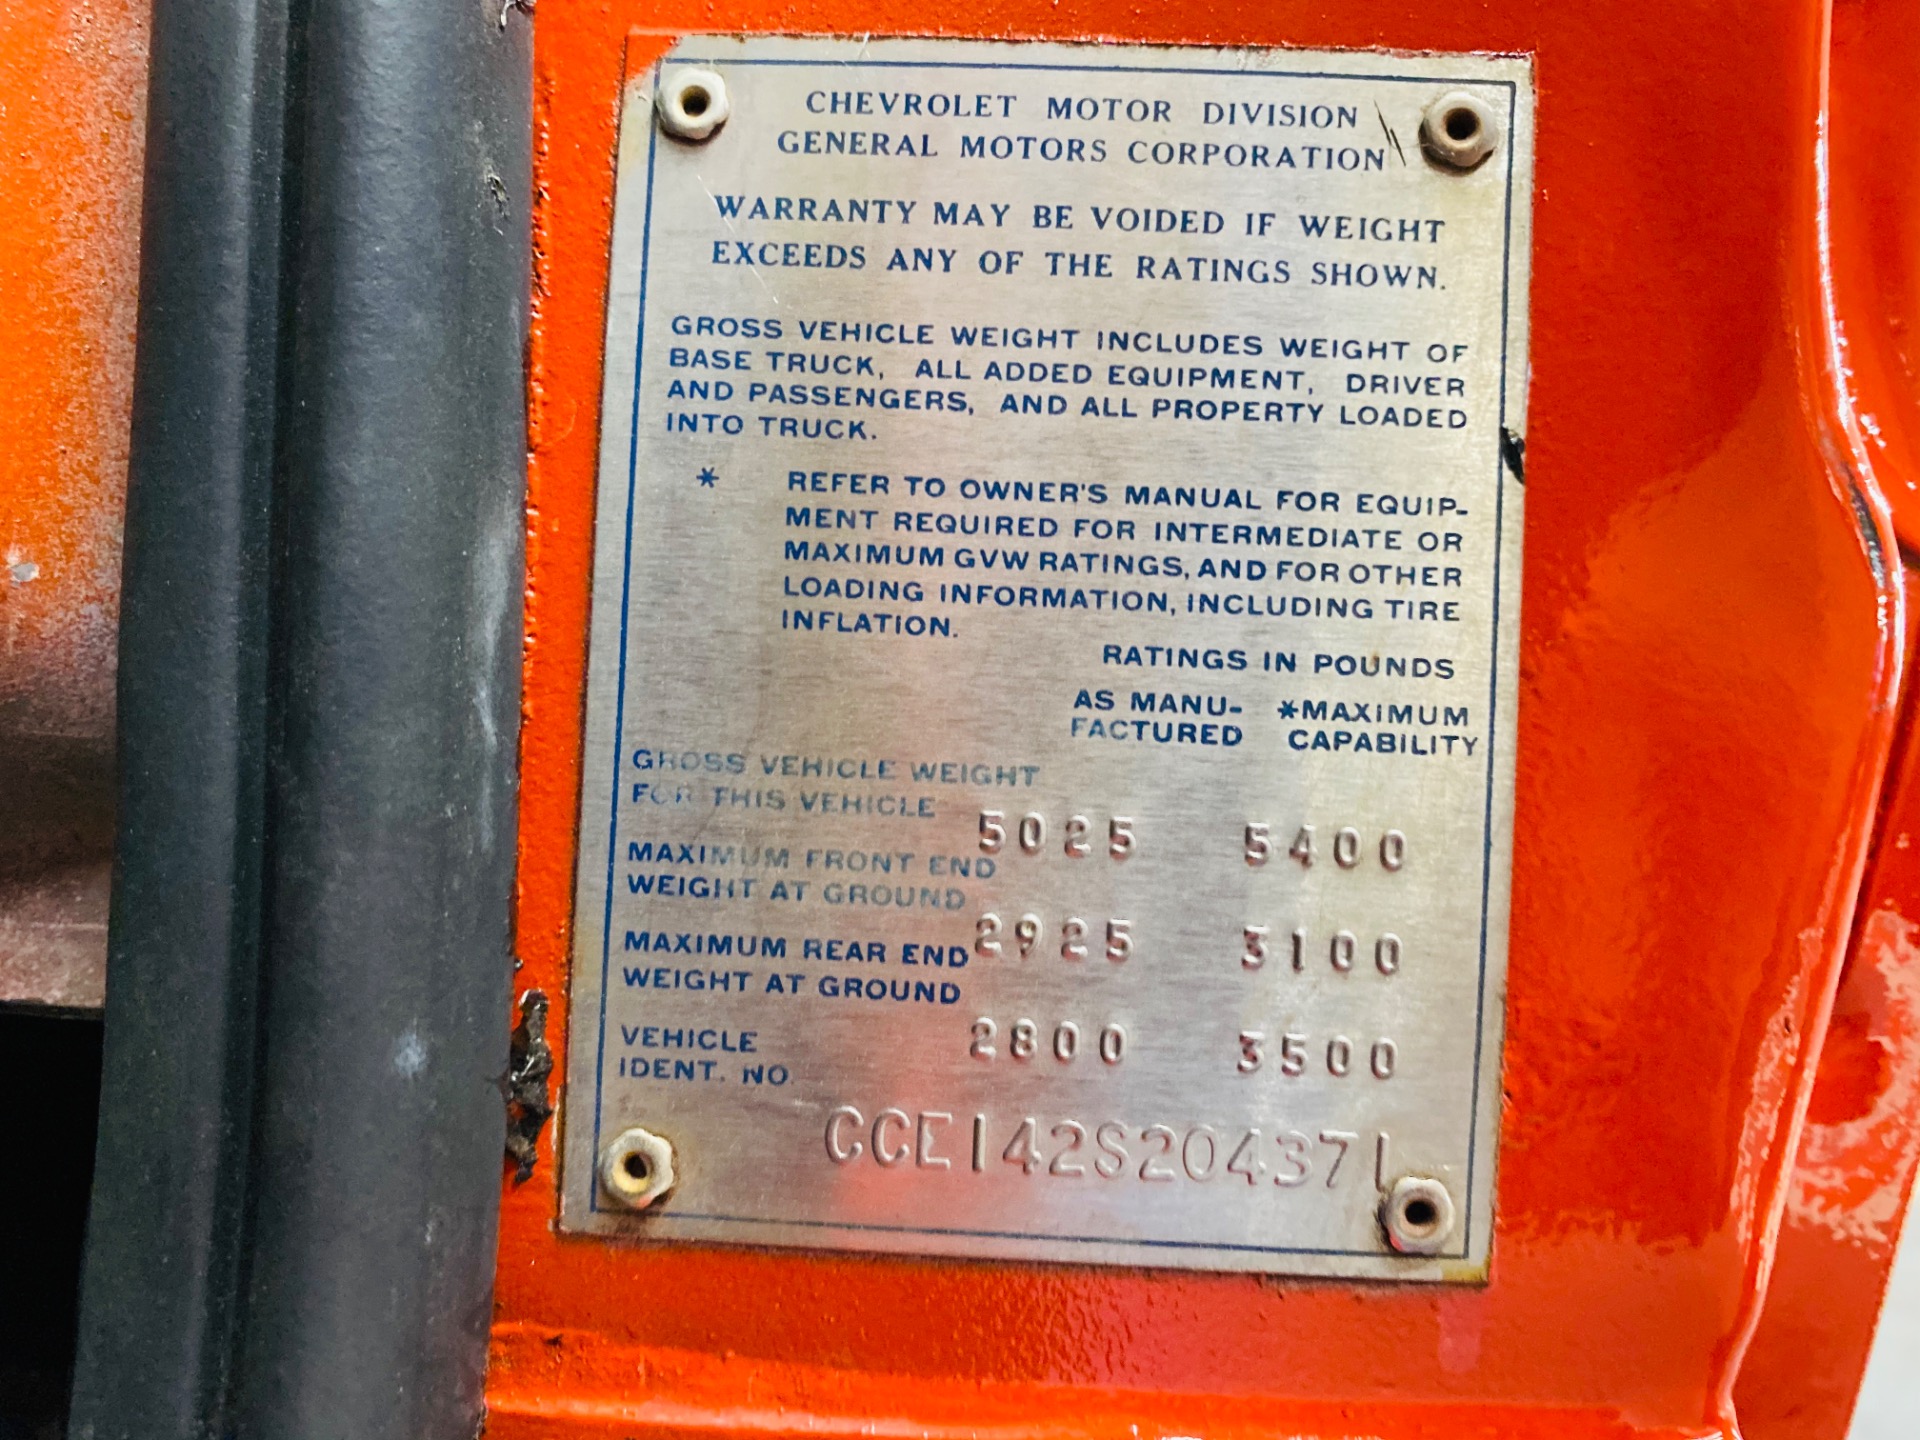 CHEVROLET MOTOR DIVISION
GENERAL MOTORS CORPORATION
WARRANTY MAY BE VOIDED IF WEIGHT
EXCEEDS ANY OF THE RATINGS SHOWN.
GROSS VEHICLE WEIGHT INCLUDES WEIGHT OF
BASE TRUCK, ALL ADDED EQUIPMENT, DRIVER
AND PASSENGERS, AND ALL PROPERTY LOADED
INTO TRUCK.
* REFER TO OWNER'S MANUAL FOR EQUIP-
MENT REQUIRED FOR INTERMEDIATE OR
MAXIMUM GVW RATINGS, AND FOR OTHER
LOADING INFORMATION, INCLUDING TIRE
INFLATION.
RATINGS IN POUNDS
AS MANU- *MAXIMUM
FACTURED CAPABILITY
GROSS VEHICLE WEIGHT
FOR THIS VEHICLE
5025 5400
MAXIMUM FRONT END
WEIGHT AT GROUND
2925 3100
MAXIMUM REAR END
WEIGHT AT GROUND
2800 3500
VEHICLE
IDENT. NO.
CCE142S204371